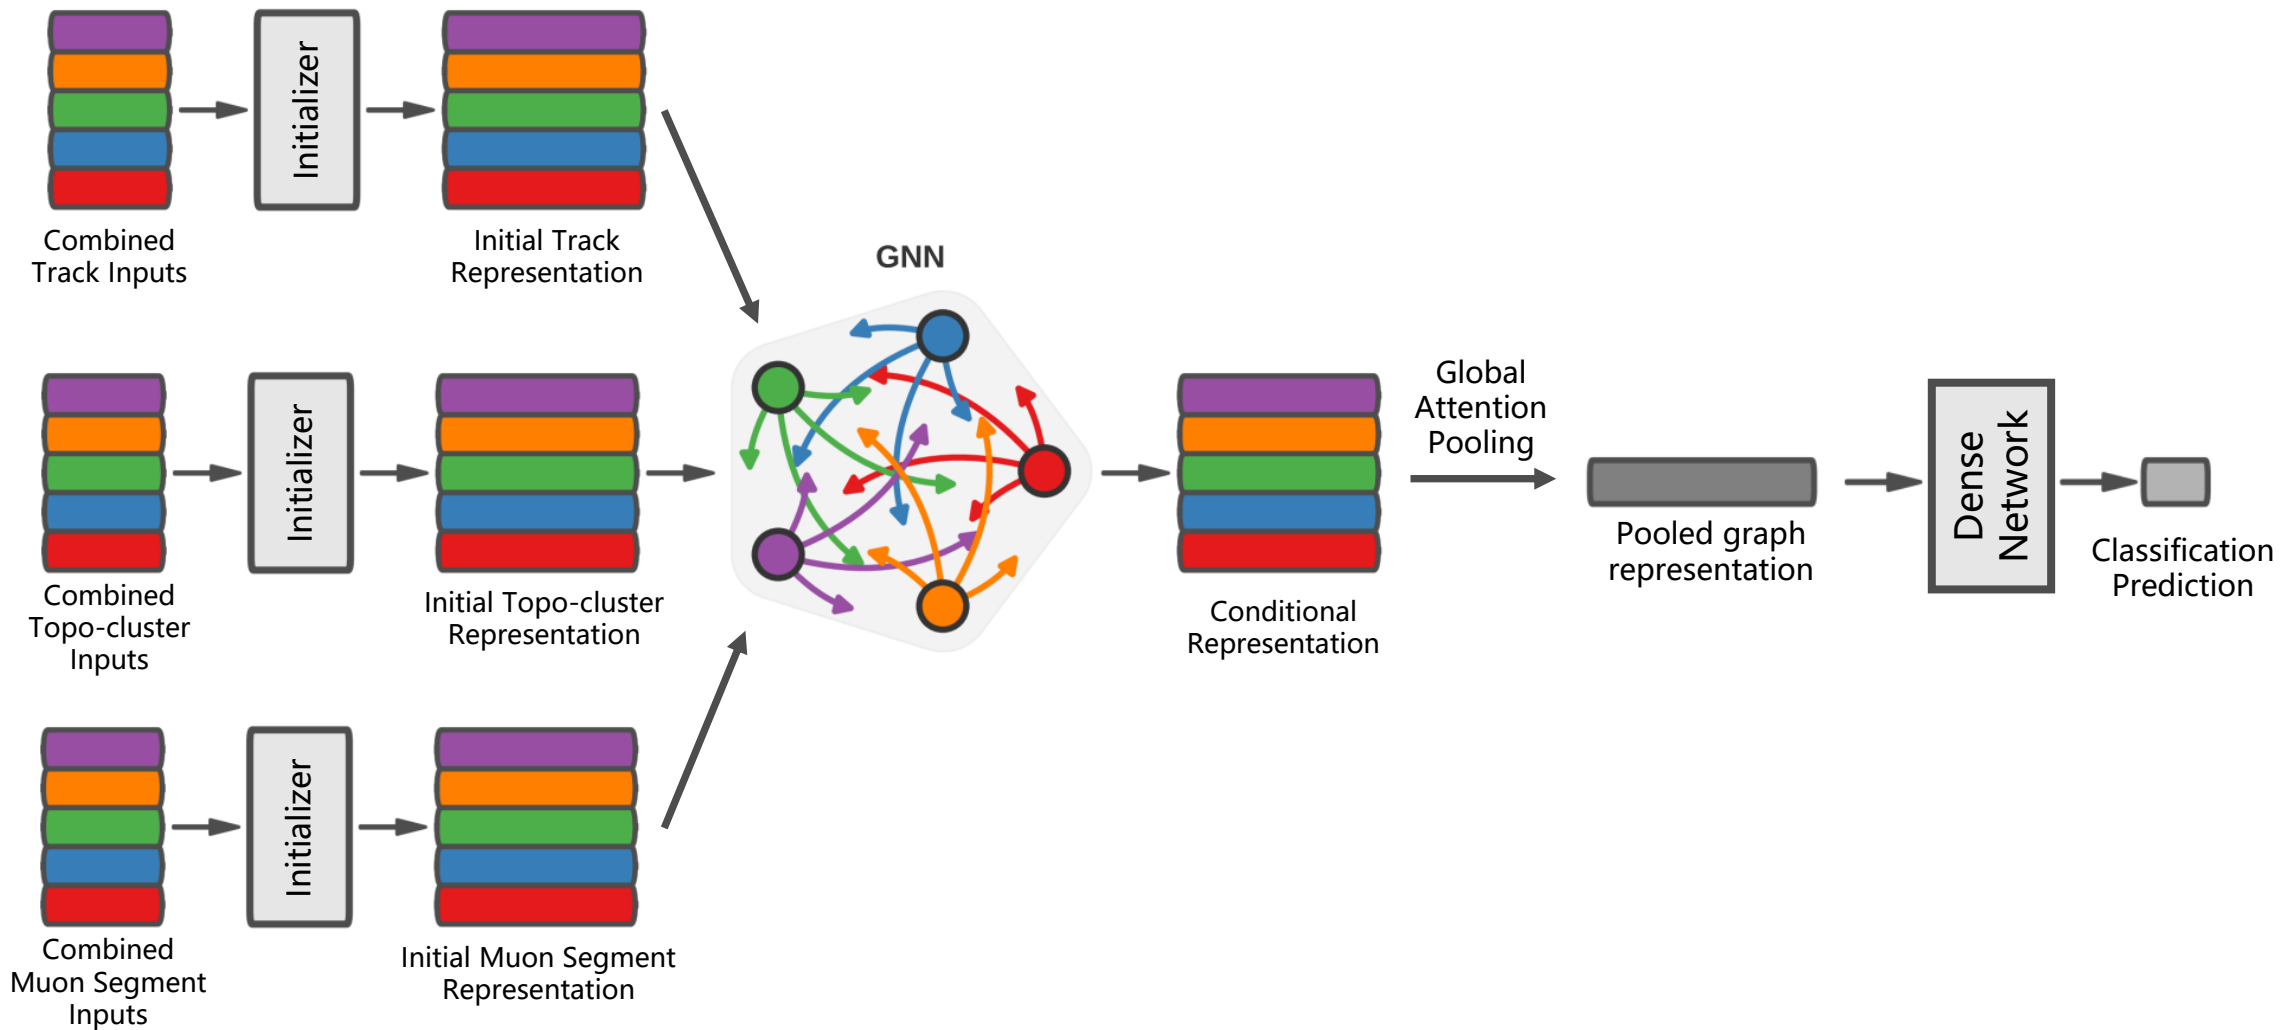 Initializer
Combined
Track Inputs
Initial Track
Representation
GNN
Initializer
Combined
Topo-cluster
Inputs
Initial Topo-cluster
Representation
Conditional
Representation
Global
Attention
Pooling
Pooled graph
representation
Dense
Network
Classification
Prediction
Initializer
Combined
Muon Segment
Inputs
Initial Muon Segment
Representation